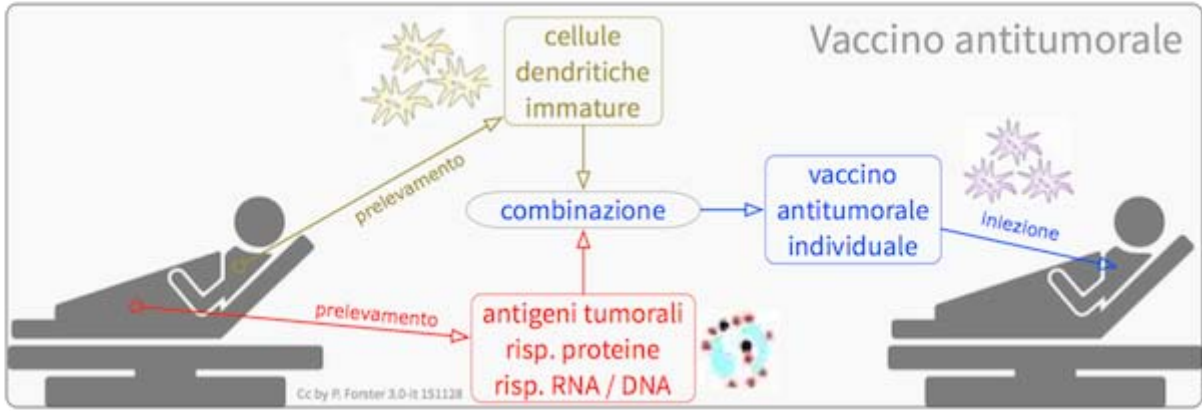 Vaccino antitumorale
cellule
dendritiche
immature
prelevamento
combinazione
vaccino
antitumorale
individuale
iniezione
prelevamento
antigeni tumorali
risp. proteine
risp. RNA / DNA
Cc by P. Forster 3.0-it 151128